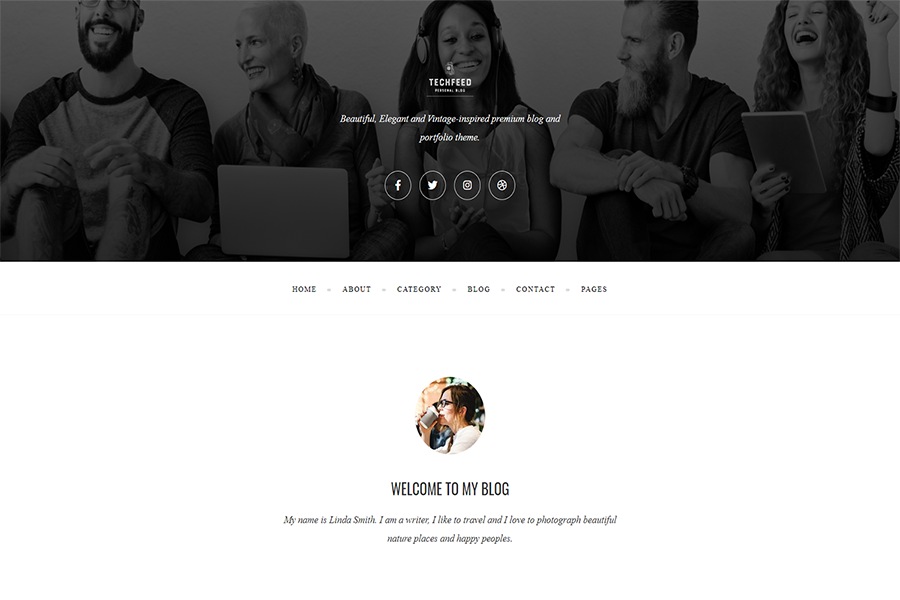 TECHFEED
PERSONAL BLOG
Beautiful, Elegant and Vintage-inspired premium blog and
portfolio theme.
HOME ABOUT CATEGORY BLOG CONTACT PAGES
WELCOME TO MY BLOG
My name is Linda Smith. I am a writer, I like to travel and I love to photograph beautiful
nature places and happy peoples.